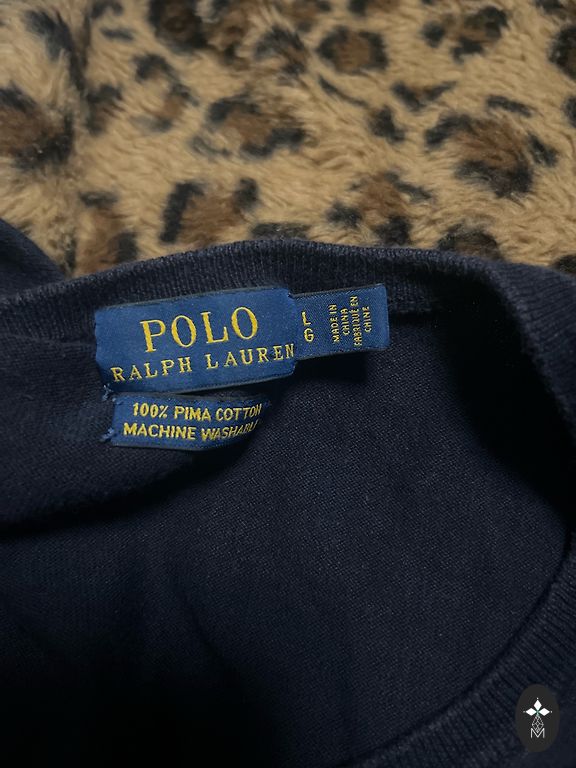 POLO
RALPH LAUREN
L
G
MADE IN
CHINA
FABRIQUÉ EN
CHINE
100% PIMA COTTON
MACHINE WASHABLE
M